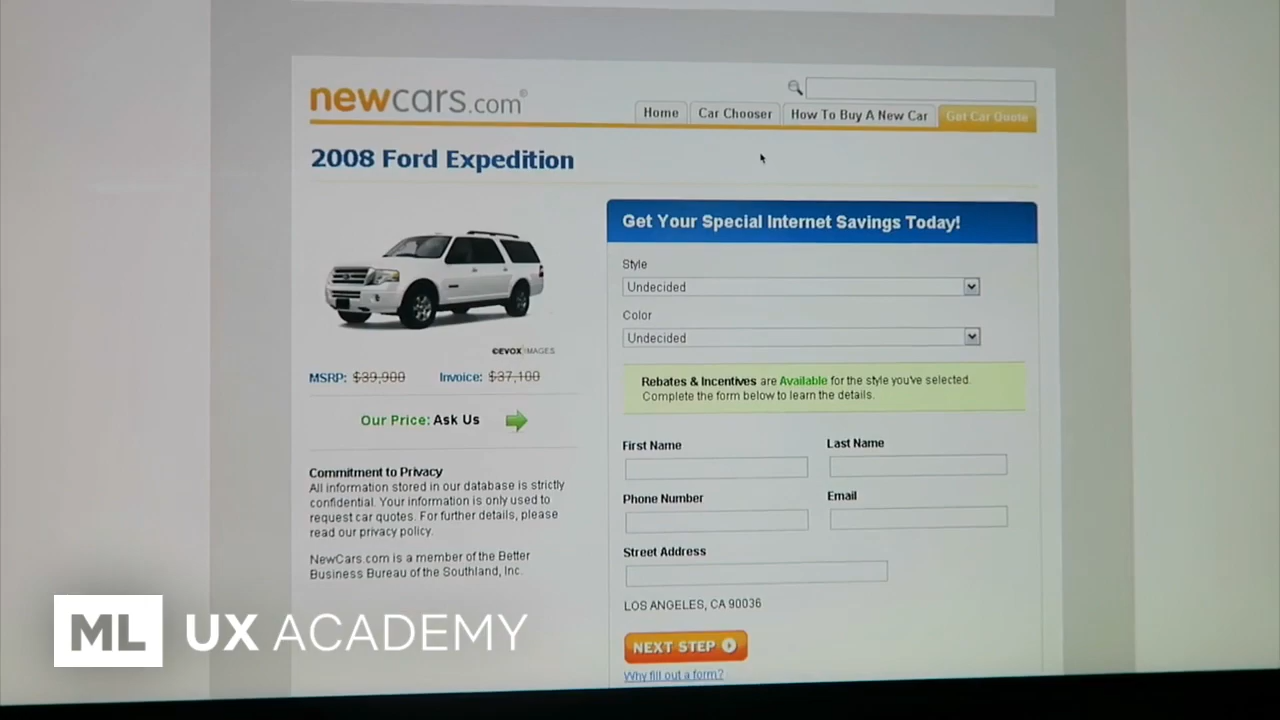 newcars.com®
Home
Car Chooser
How To Buy A New Car
Get Car Quote
2008 Ford Expedition
©EVOX IMAGES
MSRP: $39,900
Invoice: $37,100
Our Price: Ask Us
Commitment to Privacy
All information stored in our database is strictly
confidential. Your information is only used to
request car quotes. For further details, please
read our privacy policy.
NewCars.com is a member of the Better
Business Bureau of the Southland, Inc.
Get Your Special Internet Savings Today!
Style
Undecided
Color
Undecided
Rebates & Incentives are Available for the style you've selected.
Complete the form below to learn the details.
First Name
Last Name
Phone Number
Email
Street Address
LOS ANGELES, CA 90036
NEXT STEP
Why fill out a form?
ML UX ACADEMY